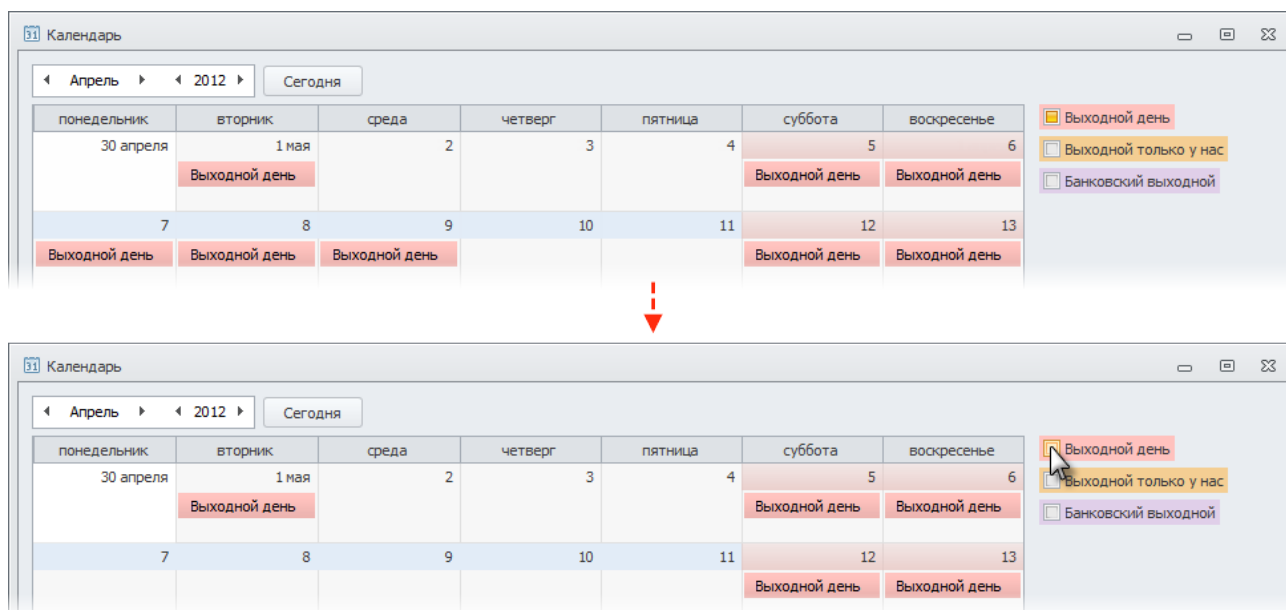 31 Календарь
Апрель 2012 Сегодня
понедельник вторник среда четверг пятница суббота воскресенье
Выходной день
30 апреля 1 мая 2 3 4 5 6
Выходной только у нас
Выходной день Выходной день Выходной день
Банковский выходной
7 8 9 10 11 12 13
Выходной день Выходной день Выходной день Выходной день Выходной день
31 Календарь
Апрель 2012 Сегодня
понедельник вторник среда четверг пятница суббота воскресенье
Выходной день
30 апреля 1 мая 2 3 4 5 6
Выходной только у нас
Выходной день Выходной день Выходной день
Банковский выходной
7 8 9 10 11 12 13
Выходной день Выходной день